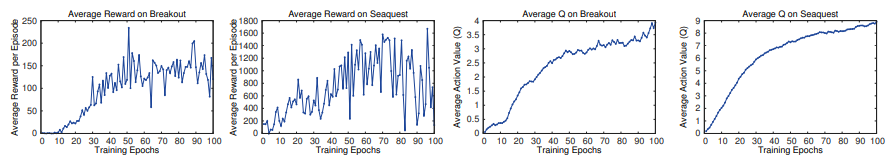 Average Reward on Breakout
Average Reward per Episode
250
200
150
100
50
0
0 10 20 30 40 50 60 70 80 90 100
Training Epochs
Average Reward on Seaquest
Average Reward per Episode
1800
1600
1400
1200
1000
800
600
400
200
0
0 10 20 30 40 50 60 70 80 90 100
Training Epochs
Average Q on Breakout
Average Action Value (Q)
4
3.5
3
2.5
2
1.5
1
0.5
0
0 10 20 30 40 50 60 70 80 90 100
Training Epochs
Average Q on Seaquest
Average Action Value (Q)
9
8
7
6
5
4
3
2
1
0
0 10 20 30 40 50 60 70 80 90 100
Training Epochs